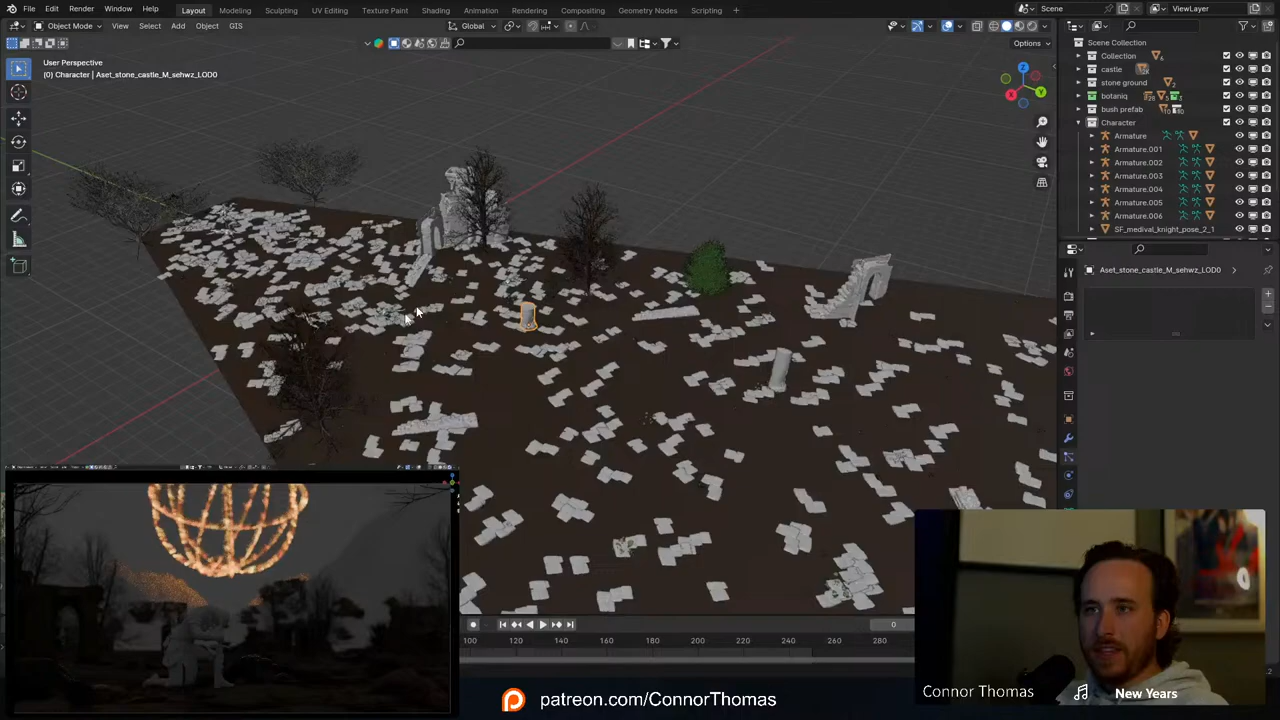 File Edit Render Window Help Layout Modeling Sculpting UV Editing Texture Paint Shading Animation Rendering Compositing Geometry Nodes Scripting + Scene ViewLayer
Object Mode View Select Add Object GIS Global
Options
User Perspective
(0) Character | Aset_stone_castle_M_sehwz_LOD0
X
Y
Z
Scene Collection
Collection
castle
stone ground
botaniq
bush prefab
Character
Armature
Armature.001
Armature.002
Armature.003
Armature.004
Armature.005
Armature.006
SF_medival_knight_pose_2_1
Aset_stone_castle_M_sehwz_LOD0
0
100 120 140 160 180 200 220 240 260 280
Connor Thomas New Years
patreon.com/ConnorThomas